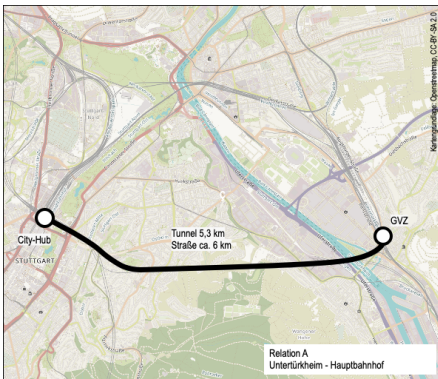 Kartengrundlage: Openstreetmap, CC-BY-SA 2.0
GVZ
City-Hub
Tunnel 5,3 km
Straße ca. 6 km
STUTTGART
Relation A
Untertürkheim - Hauptbahnhof